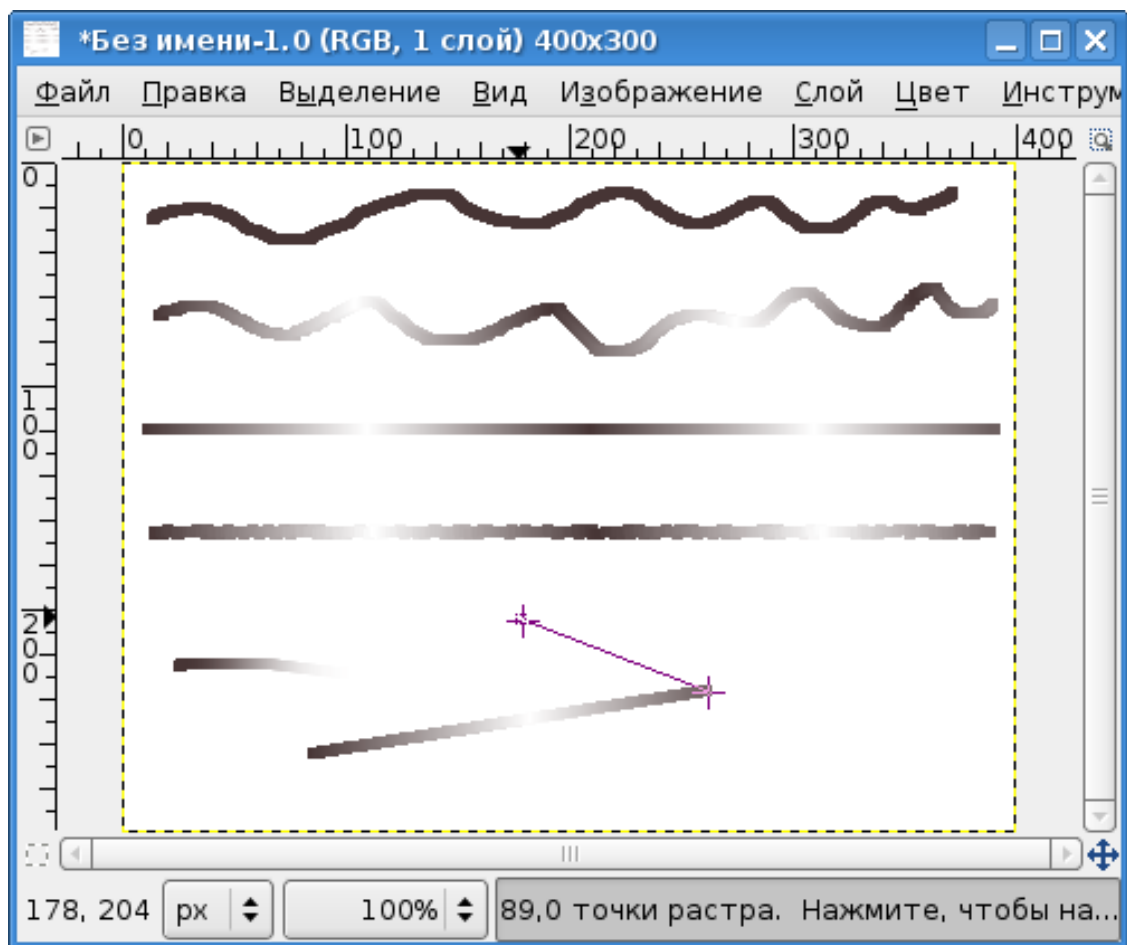 *Без имени-1.0 (RGB, 1 слой) 400x300
Файл Правка Выделение Вид Изображение Слой Цвет Инструм
0 100 200 300 400
0
100
200
178, 204 px 100% 89,0 точки растра. Нажмите, чтобы на...